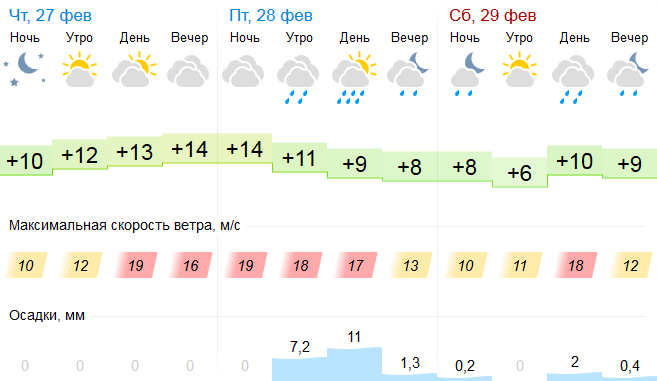 Чт, 27 фев Пт, 28 фев Сб, 29 фев
Ночь Утро День Вечер Ночь Утро День Вечер Ночь Утро День Вечер
+10 +12 +13 +14 +14 +11 +9 +8 +8 +6 +10 +9
Максимальная скорость ветра, м/с
10 12 19 16 19 18 17 13 10 11 18 12
Осадки, мм
0 0 0 0 0 7,2 11 1,3 0,2 0 2 0,4